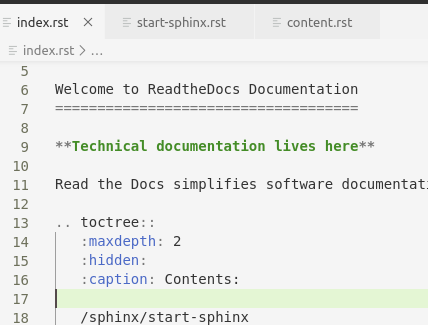 index.rst × start-sphinx.rst content.rst
index.rst > ...
5
6 Welcome to ReadtheDocs Documentation
7 ====================================
8
9 **Technical documentation lives here**
10
11 Read the Docs simplifies software documentati
12
13 .. toctree::
14 :maxdepth: 2
15 :hidden:
16 :caption: Contents:
17
18 /sphinx/start-sphinx